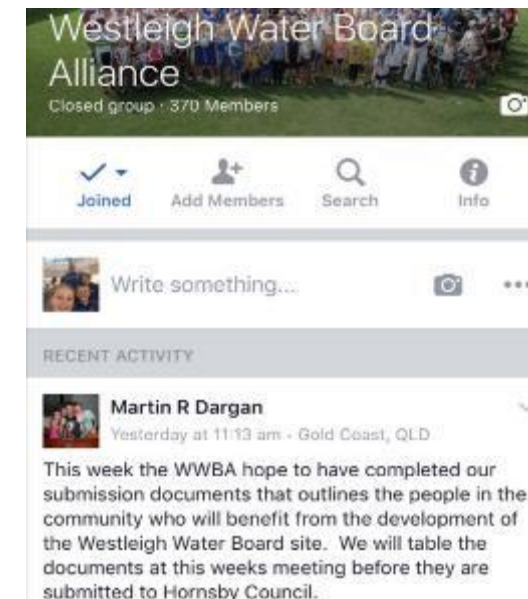 Westleigh Water Board
Alliance
Closed group · 370 Members
Joined
Add Members
Search
Info
Write something...
RECENT ACTIVITY
Martin R Dargan
Yesterday at 11:13 am · Gold Coast, QLD
This week the WWBA hope to have completed our
submission documents that outlines the people in the
community who will benefit from the development of
the Westleigh Water Board site.  We will table the
documents at this weeks meeting before they are
submitted to Hornsby Council.